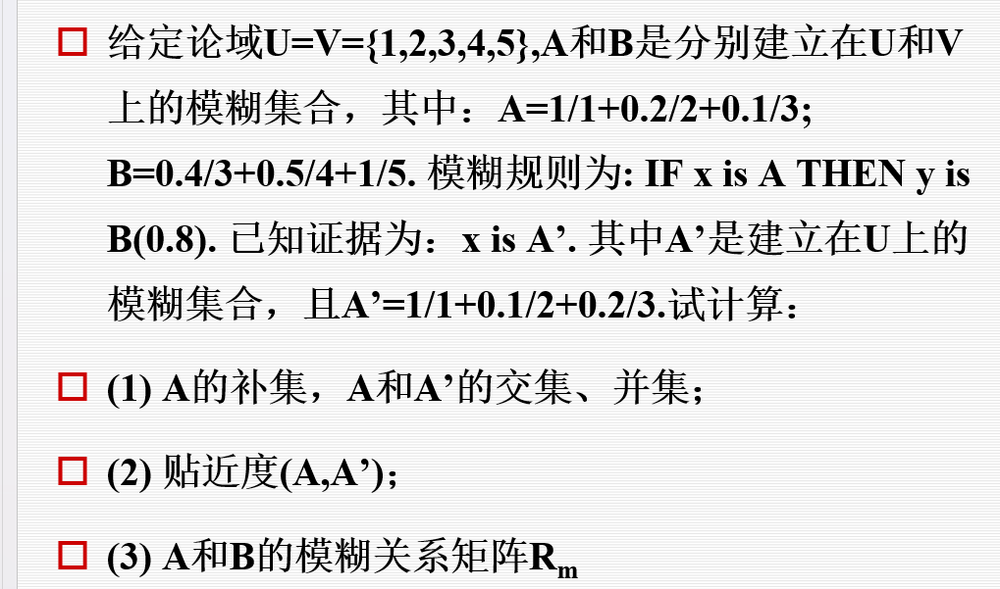 给定论域U=V={1,2,3,4,5},A和B是分别建立在U和V
上的模糊集合，其中：A=1/1+0.2/2+0.1/3;
B=0.4/3+0.5/4+1/5. 模糊规则为: IF x is A THEN y is
B(0.8). 已知证据为：x is A’. 其中A’是建立在U上的
模糊集合，且A’=1/1+0.1/2+0.2/3.试计算：
(1) A的补集，A和A’的交集、并集；
(2) 贴近度(A,A’)；
(3) A和B的模糊关系矩阵Rm